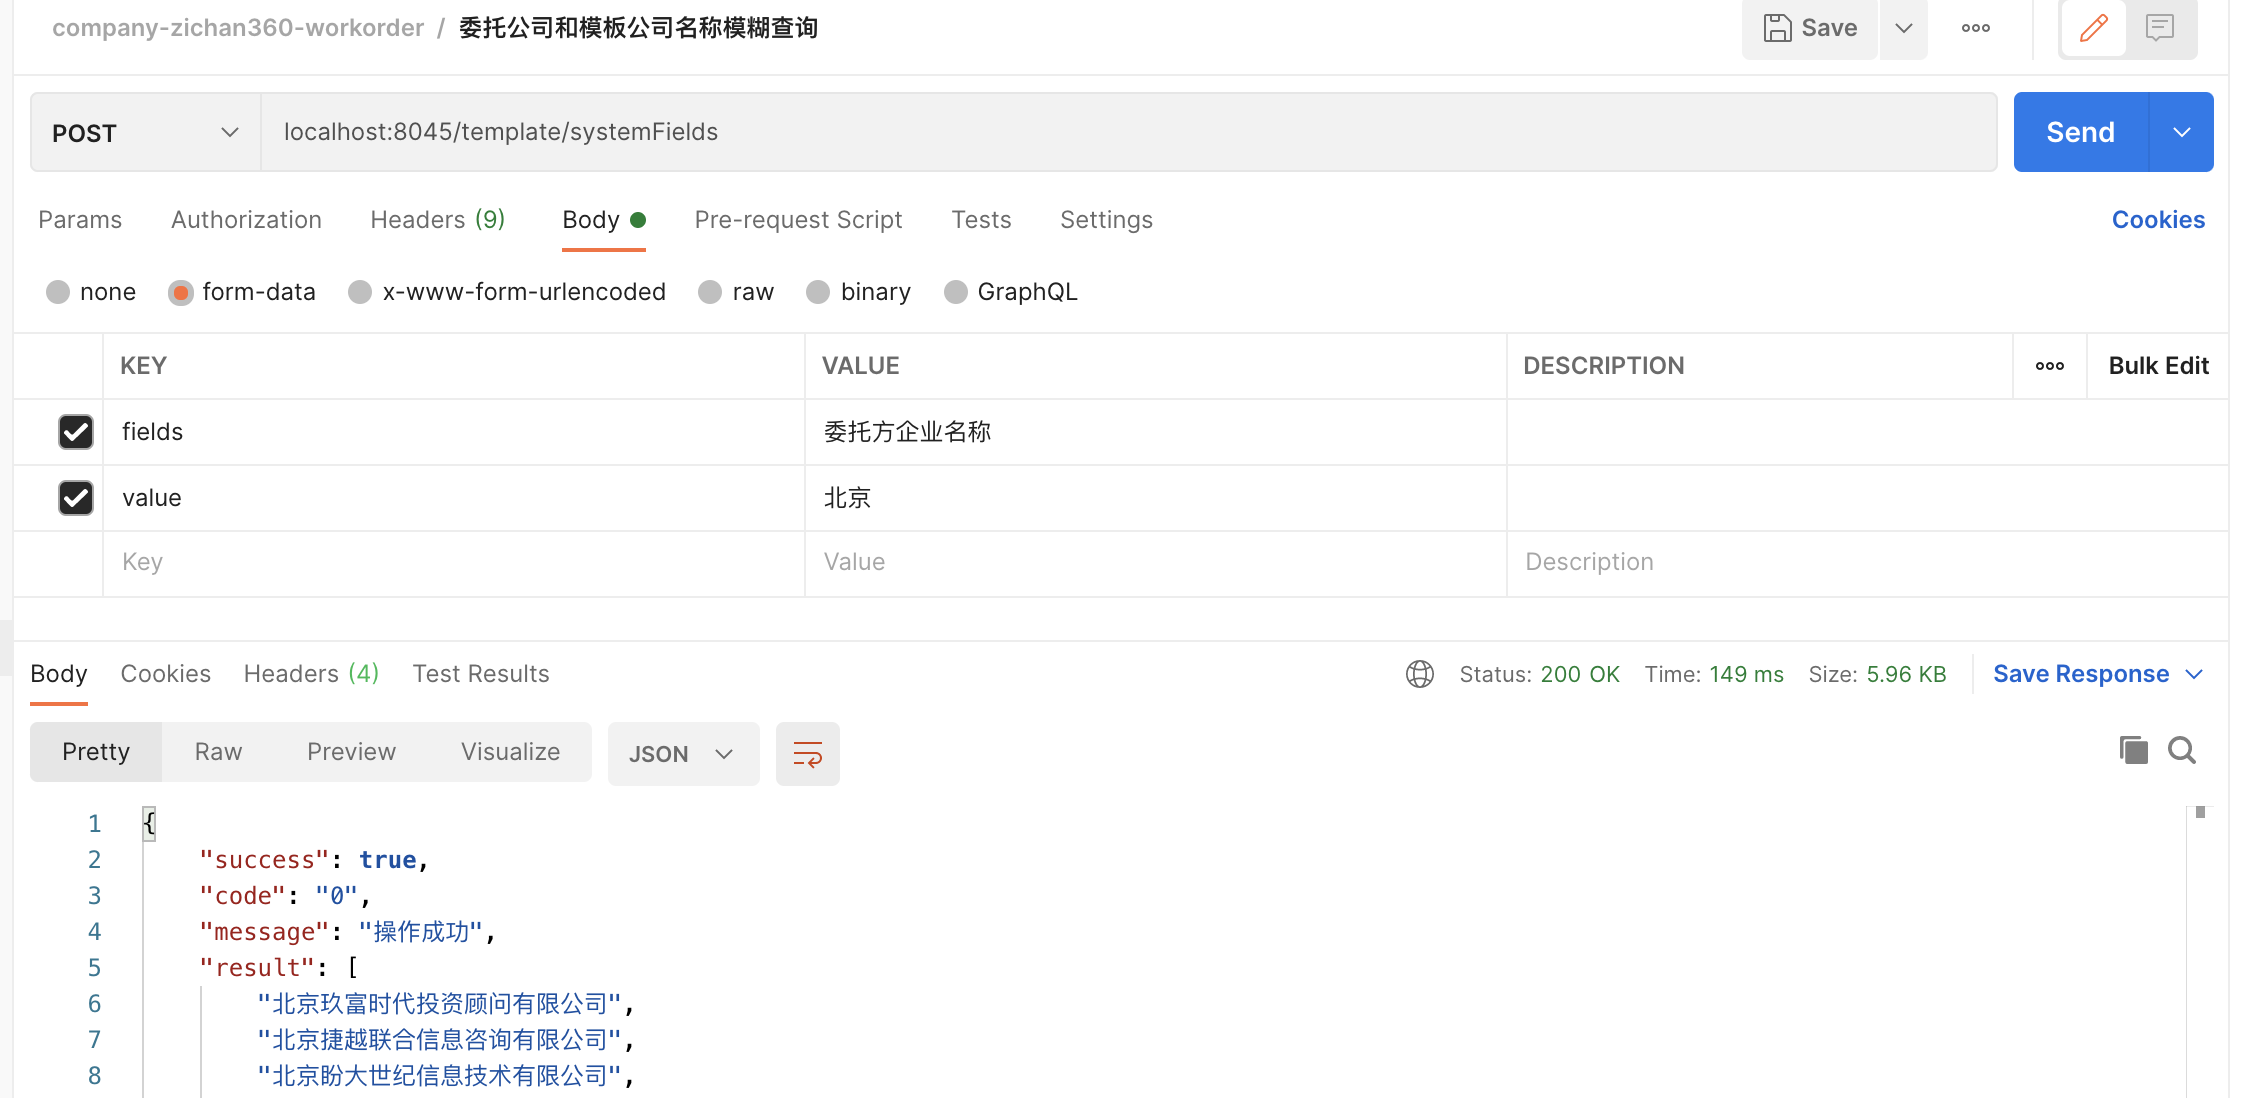 company-zichan360-workorder / 委托公司和模板公司名称模糊查询
Save
POST localhost:8045/template/systemFields Send
Params Authorization Headers (9) Body Pre-request Script Tests Settings Cookies
none form-data x-www-form-urlencoded raw binary GraphQL
KEY VALUE DESCRIPTION Bulk Edit
fields 委托方企业名称
value 北京
Key Value Description
Body Cookies Headers (4) Test Results Status: 200 OK Time: 149 ms Size: 5.96 KB Save Response
Pretty Raw Preview Visualize JSON
1 {
2 "success": true,
3 "code": "0",
4 "message": "操作成功",
5 "result": [
6 "北京玖富时代投资顾问有限公司",
7 "北京捷越联合信息咨询有限公司",
8 "北京盼大世纪信息技术有限公司",